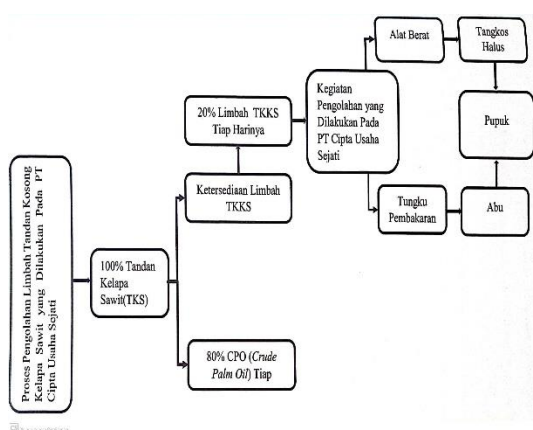 Proses Pengolahan Limbah Tandan Kosong
Kelapa Sawit yang Dilakukan Pada PT
Cipta Usaha Sejati
100% Tandan
Kelapa
Sawit(TKS)
20% Limbah TKKS
Tiap Harinya
Ketersediaan Limbah
TKKS
80% CPO (Crude
Palm Oil) Tiap
Kegiatan
Pengolahan yang
Dilakukan Pada
PT Cipta Usaha
Sejati
Alat Berat
Tangkos
Halus
Pupuk
Tungku
Pembakaran
Abu